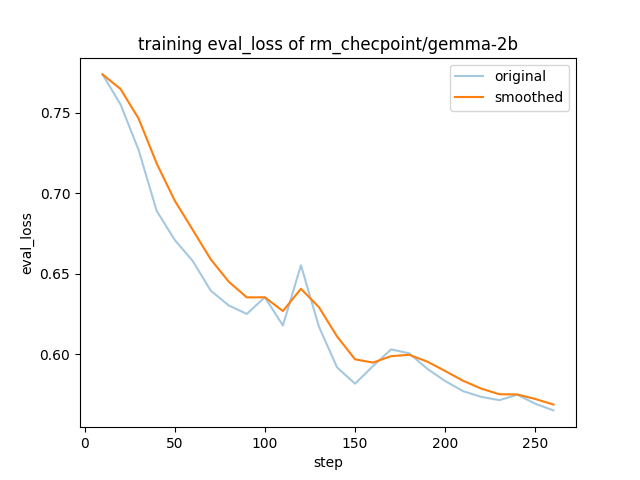 training eval_loss of rm_checpoint/gemma-2b
original
smoothed
0.75
0.70
0.65
0.60
eval_loss
0
50
100
150
200
250
step